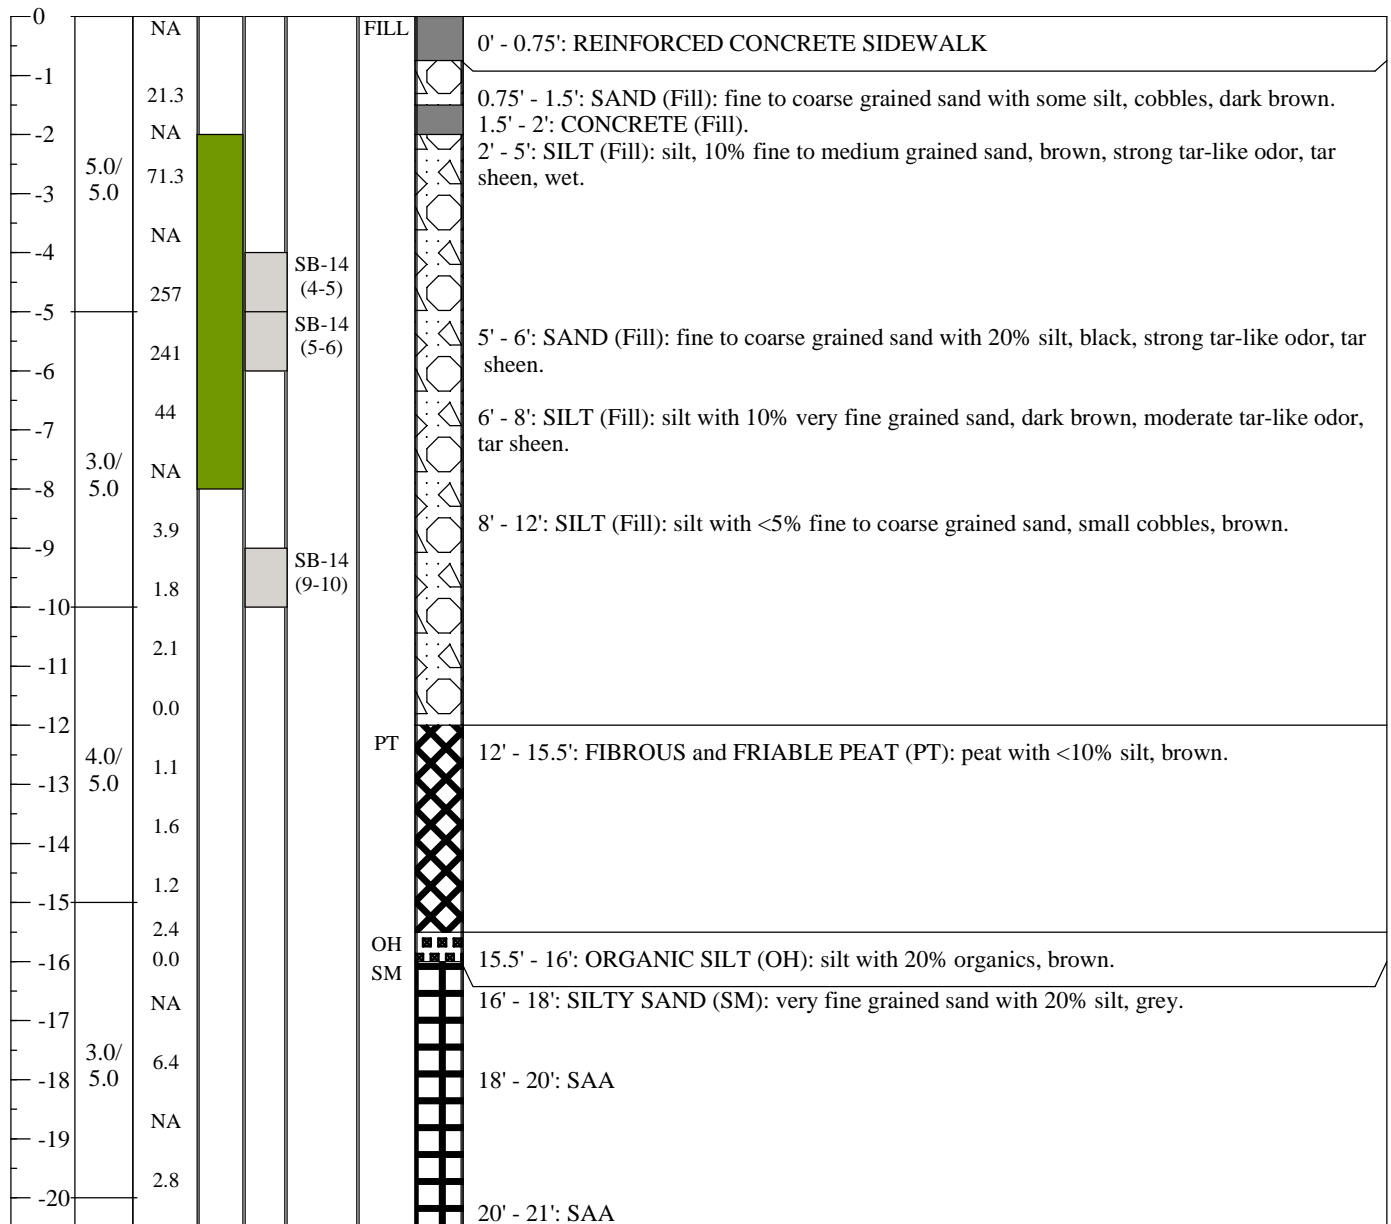 0
NA
FILL
0' - 0.75': REINFORCED CONCRETE SIDEWALK
-1
21.3
0.75' - 1.5': SAND (Fill): fine to coarse grained sand with some silt, cobbles, dark brown.
1.5' - 2': CONCRETE (Fill).
-2
NA
2' - 5': SILT (Fill): silt, 10% fine to medium grained sand, brown, strong tar-like odor, tar
sheen, wet.
5.0/
5.0
71.3
-3
NA
-4
SB-14
(4-5)
257
-5
SB-14
(5-6)
5' - 6': SAND (Fill): fine to coarse grained sand with 20% silt, black, strong tar-like odor, tar
sheen.
241
-6
44
6' - 8': SILT (Fill): silt with 10% very fine grained sand, dark brown, moderate tar-like odor,
tar sheen.
-7
3.0/
5.0
NA
-8
3.9
8' - 12': SILT (Fill): silt with <5% fine to coarse grained sand, small cobbles, brown.
-9
SB-14
(9-10)
1.8
-10
2.1
-11
0.0
-12
PT
12' - 15.5': FIBROUS and FRIABLE PEAT (PT): peat with <10% silt, brown.
4.0/
5.0
1.1
-13
1.6
-14
1.2
-15
2.4
OH
0.0
-16
15.5' - 16': ORGANIC SILT (OH): silt with 20% organics, brown.
SM
NA
16' - 18': SILTY SAND (SM): very fine grained sand with 20% silt, grey.
-17
3.0/
5.0
6.4
-18
18' - 20': SAA
NA
-19
2.8
-20
20' - 21': SAA